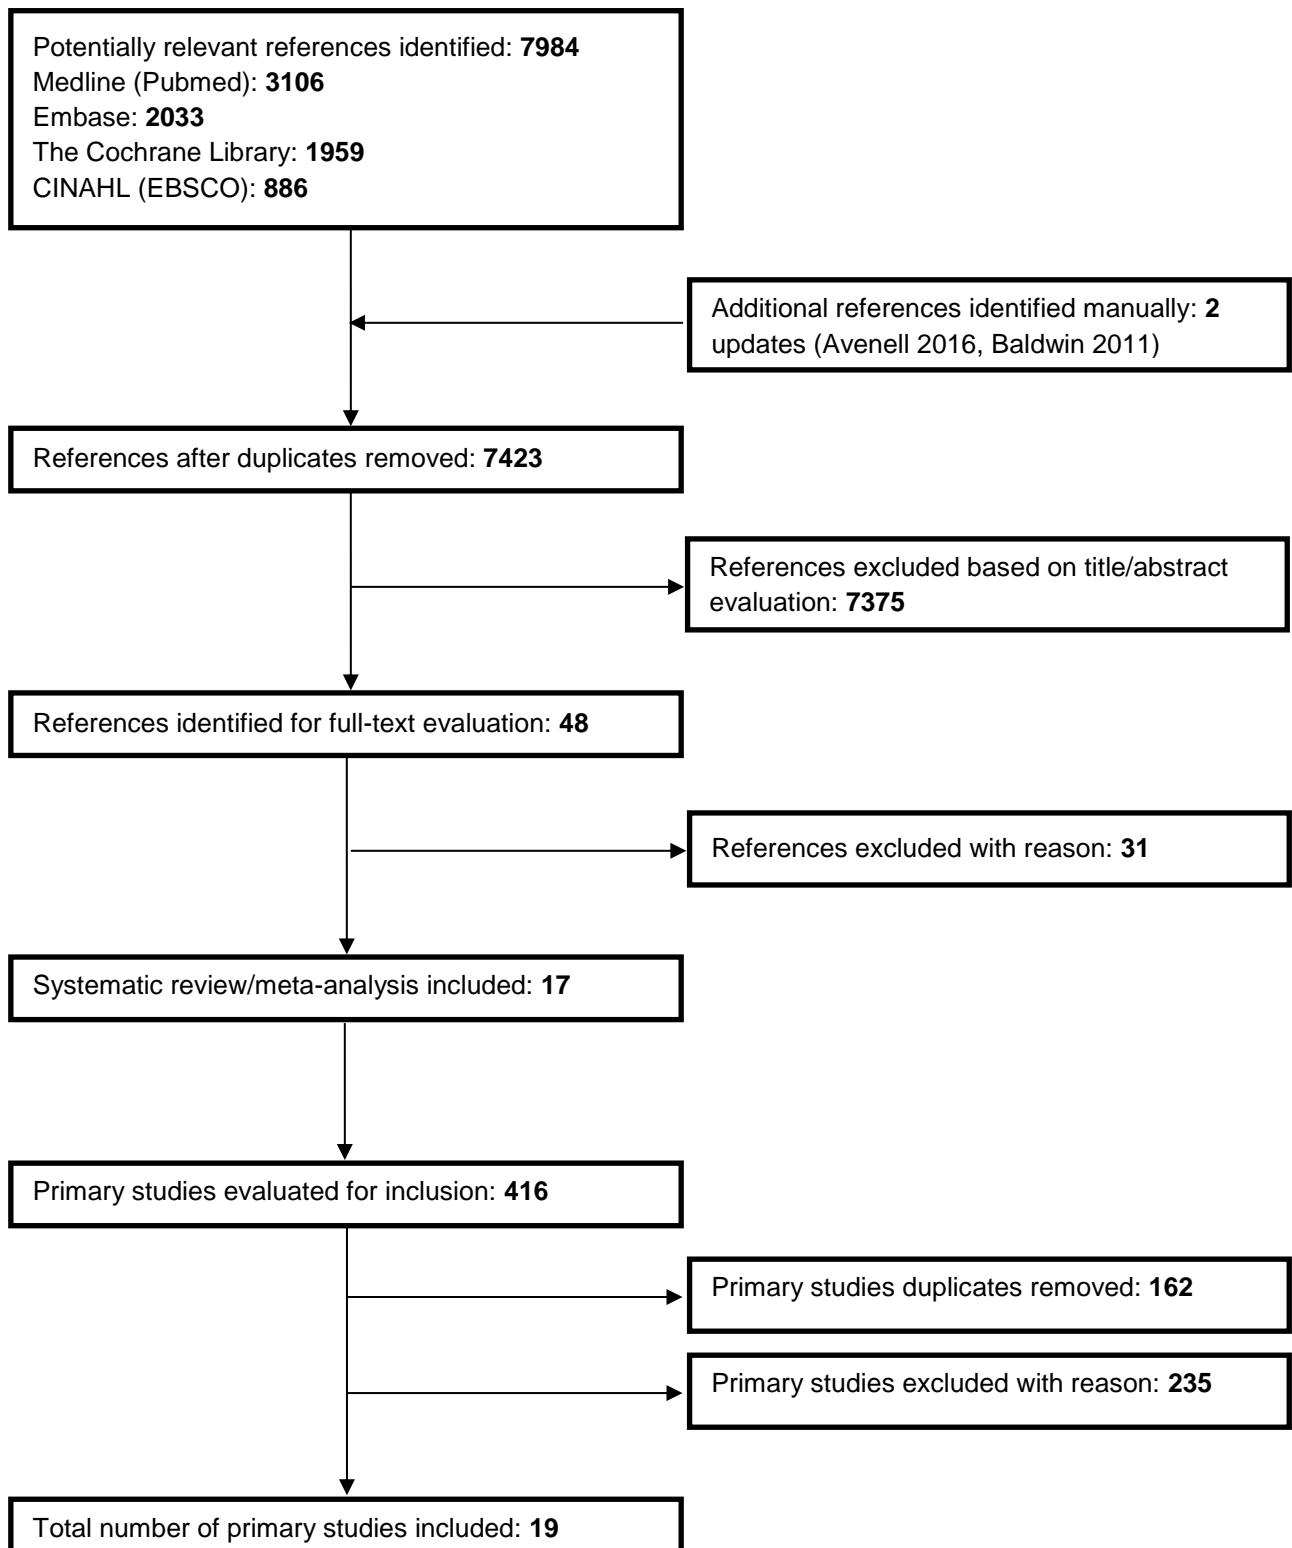 Potentially relevant references identified: 7984
Medline (Pubmed): 3106
Embase: 2033
The Cochrane Library: 1959
CINAHL (EBSCO): 886
Additional references identified manually: 2
updates (Avenell 2016, Baldwin 2011)
References after duplicates removed: 7423
References excluded based on title/abstract
evaluation: 7375
References identified for full-text evaluation: 48
References excluded with reason: 31
Systematic review/meta-analysis included: 17
Primary studies evaluated for inclusion: 416
Primary studies duplicates removed: 162
Primary studies excluded with reason: 235
Total number of primary studies included: 19